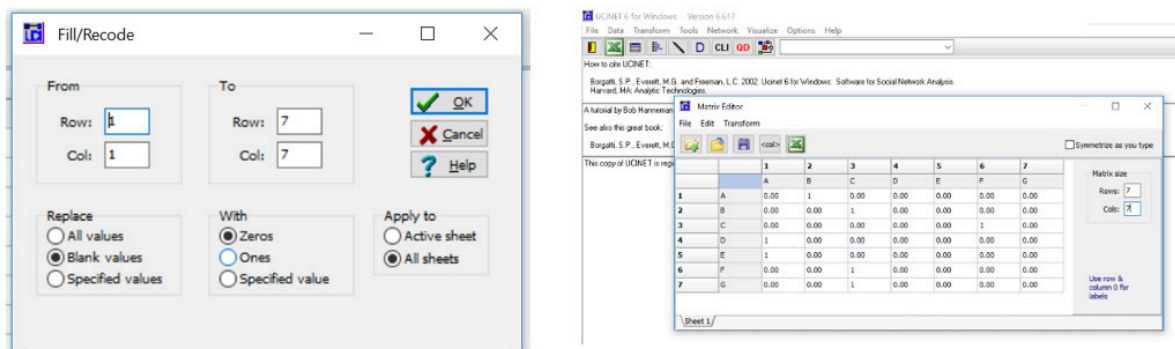 Fill/Recode
From
To
Row: 1
Row: 7
Col: 1
Col: 7
OK
Cancel
Help
Replace
With
Apply to
All values
Zeros
Active sheet
Blank values
Ones
All sheets
Specified values
Specified value
UCINET 6 for Windows Version 6.617
File Data Transform Tools Network Visualize Options Help
D CLI QD
How to cite UCINET:
Borgatti, S.P., Everett, M.G. and Freeman, L.C. 2002. Ucinet 6 for Windows: Software for Social Network Analysis.
Harvard, MA: Analytic Technologies.
A tutorial by Bob Hanneman
See also this great book:
Borgatti, S.P., Everett, M.
This copy of UCINET is
Matrix Editor
File Edit Transform
<col>
Symmetrize as you type
1 2 3 4 5 6 7
A B C D E F G
1 A 0.00 1 0.00 0.00 0.00 0.00 0.00
2 B 0.00 0.00 1 0.00 0.00 0.00 0.00
3 C 0.00 0.00 0.00 0.00 0.00 1 0.00
4 D 1 0.00 0.00 0.00 0.00 0.00 0.00
5 E 1 0.00 0.00 0.00 0.00 0.00 0.00
6 F 0.00 0.00 1 0.00 0.00 0.00 0.00
7 G 0.00 0.00 1 0.00 0.00 0.00 0.00
Matrix size
Rows: 7
Cols: 7
Use row &
column 0 for
labels
Sheet 1